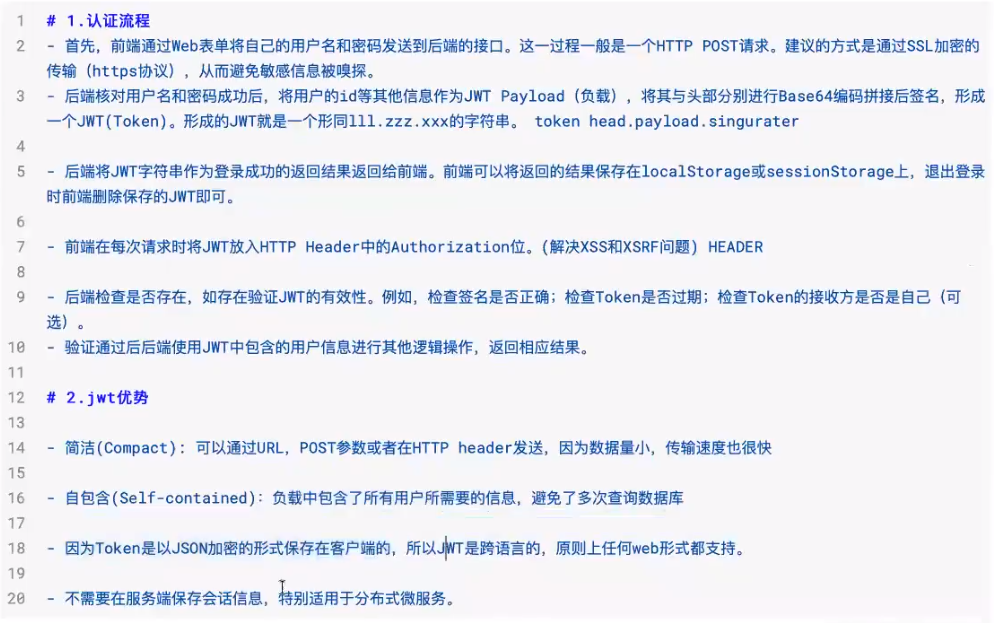 1 # 1.认证流程
2 - 首先，前端通过Web表单将自己的用户名和密码发送到后端的接口。这一过程一般是一个HTTP POST请求。建议的方式是通过SSL加密的
传输（https协议），从而避免敏感信息被嗅探。
3 - 后端核对用户名和密码成功后，将用户的id等其他信息作为JWT Payload（负载），将其与头部分别进行Base64编码拼接后签名，形成
一个JWT(Token)。形成的JWT就是一个形同lll.zzz.xxx的字符串。 token head.payload.singurater
4
5 - 后端将JWT字符串作为登录成功的返回结果返回给前端。前端可以将返回的结果保存在localStorage或sessionStorage上，退出登录
时前端删除保存的JWT即可。
6
7 - 前端在每次请求时将JWT放入HTTP Header中的Authorization位。(解决XSS和XSRF问题) HEADER
8
9 - 后端检查是否存在，如存在验证JWT的有效性。例如，检查签名是否正确；检查Token是否过期；检查Token的接收方是否是自己（可
选）。
10 - 验证通过后后端使用JWT中包含的用户信息进行其他逻辑操作，返回相应结果。
11
12 # 2.jwt优势
13
14 - 简洁(Compact)：可以通过URL，POST参数或者在HTTP header发送，因为数据量小，传输速度也很快
15
16 - 自包含(Self-contained)：负载中包含了所有用户所需要的信息，避免了多次查询数据库
17
18 - 因为Token是以JSON加密的形式保存在客户端的，所以JWT是跨语言的，原则上任何web形式都支持。
19
20 - 不需要在服务端保存会话信息，特别适用于分布式微服务。